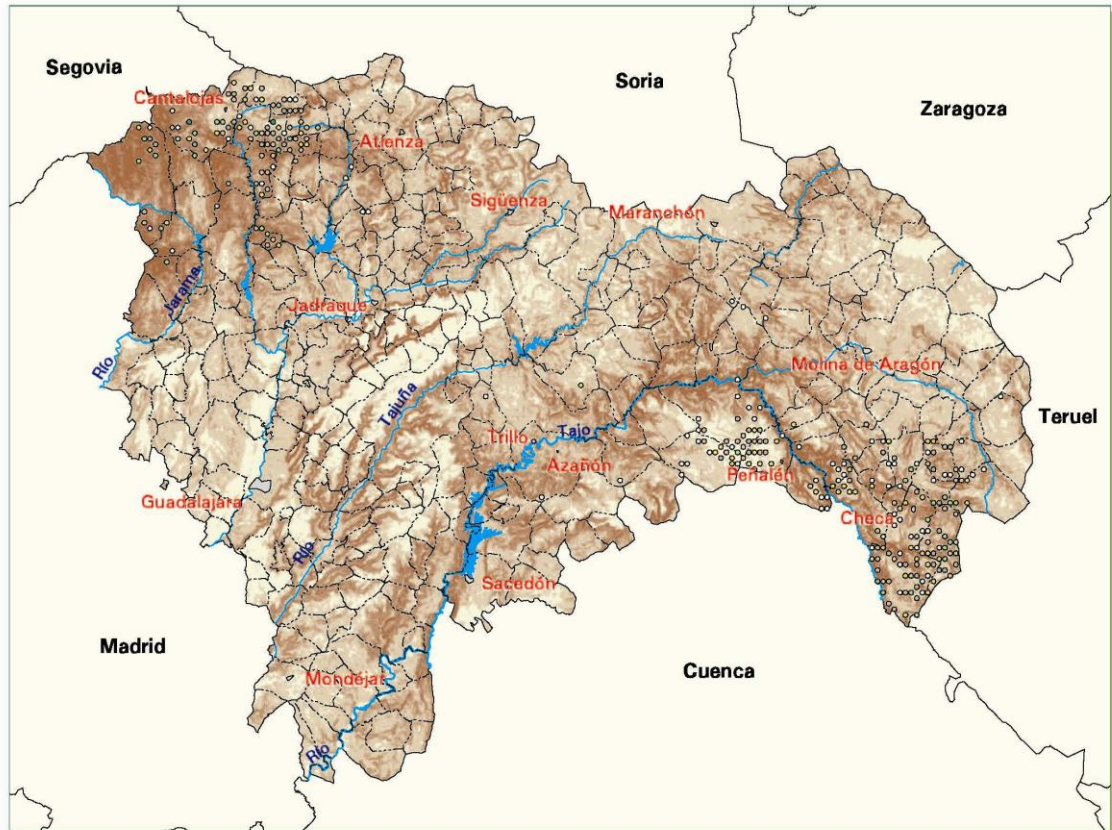 Segovia
Soria
Zaragoza
Cantalojas
Atienza
Sigüenza
Maranchón
Río Jarama
Jadraque
Molina de Aragón
Teruel
Río Tajuña
Trillo
Tajo
Azañón
Peñalén
Guadalajara
Checa
Sacedón
Madrid
Cuenca
Mondéjar
Río